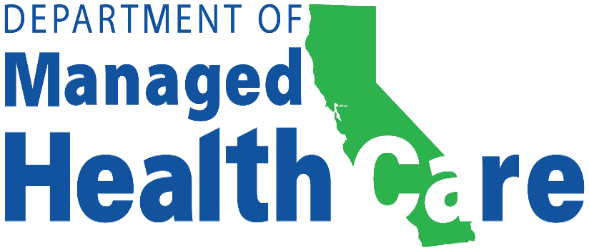 DEPARTMENT OF
Managed
Health Care